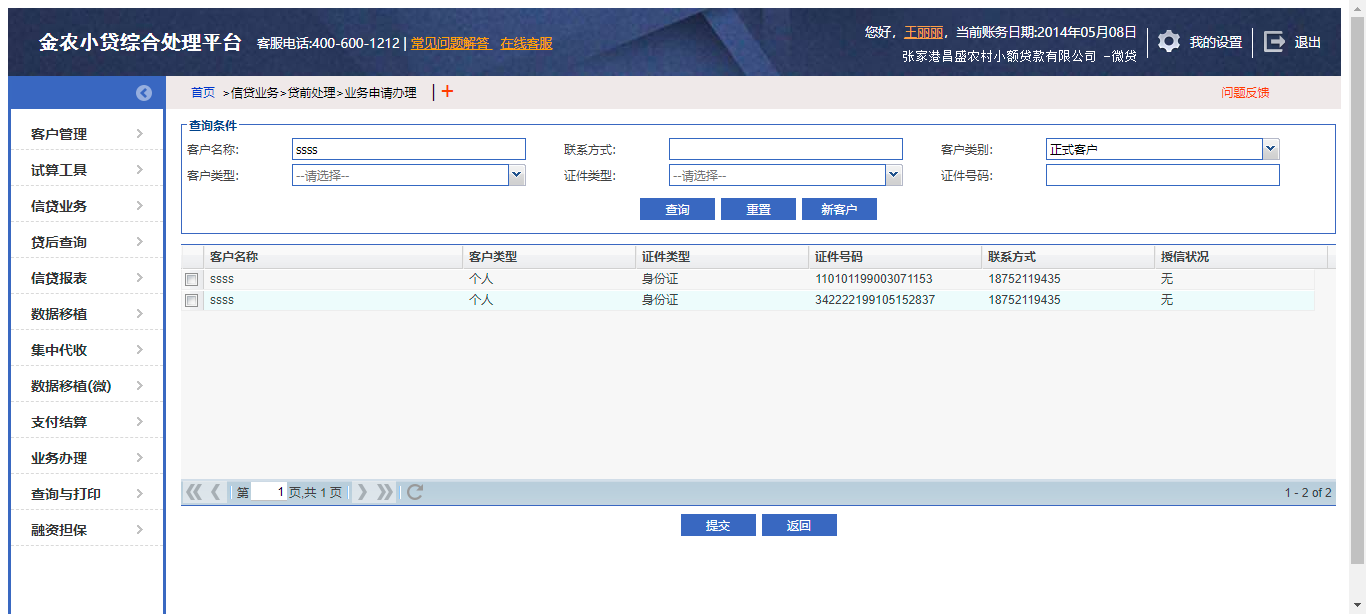 金农小贷综合处理平台 客服电话:400-600-1212 | 常见问题解答 在线客服
您好，王丽丽，当前账务日期:2014年05月08日
张家港昌盛农村小额贷款有限公司 -微贷
我的设置 退出
首页 >信贷业务>贷前处理>业务申请办理 | +
问题反馈
客户管理
试算工具
信贷业务
贷后查询
信贷报表
数据移植
集中代收
数据移植(微)
支付结算
业务办理
查询与打印
融资担保
查询条件
客户名称: ssss 联系方式: 客户类别: 正式客户
客户类型: --请选择-- 证件类型: --请选择-- 证件号码:
查询 重置 新客户
客户名称 客户类型 证件类型 证件号码 联系方式 授信状况
ssss 个人 身份证 110101199003071153 18752119435 无
ssss 个人 身份证 342222199105152837 18752119435 无
第 1 页,共 1 页 1 - 2 of 2
提交 返回